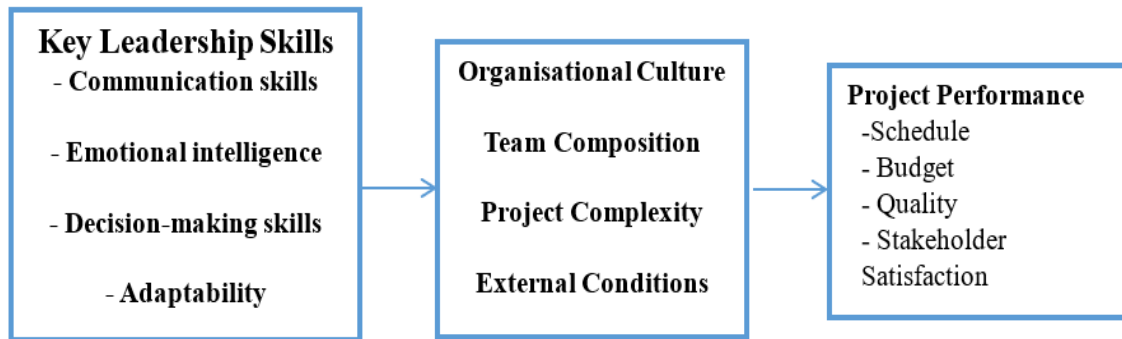 Key Leadership Skills
- Communication skills
- Emotional intelligence
- Decision-making skills
- Adaptability
Organisational Culture
Team Composition
Project Complexity
External Conditions
Project Performance
-Schedule
- Budget
- Quality
- Stakeholder
Satisfaction